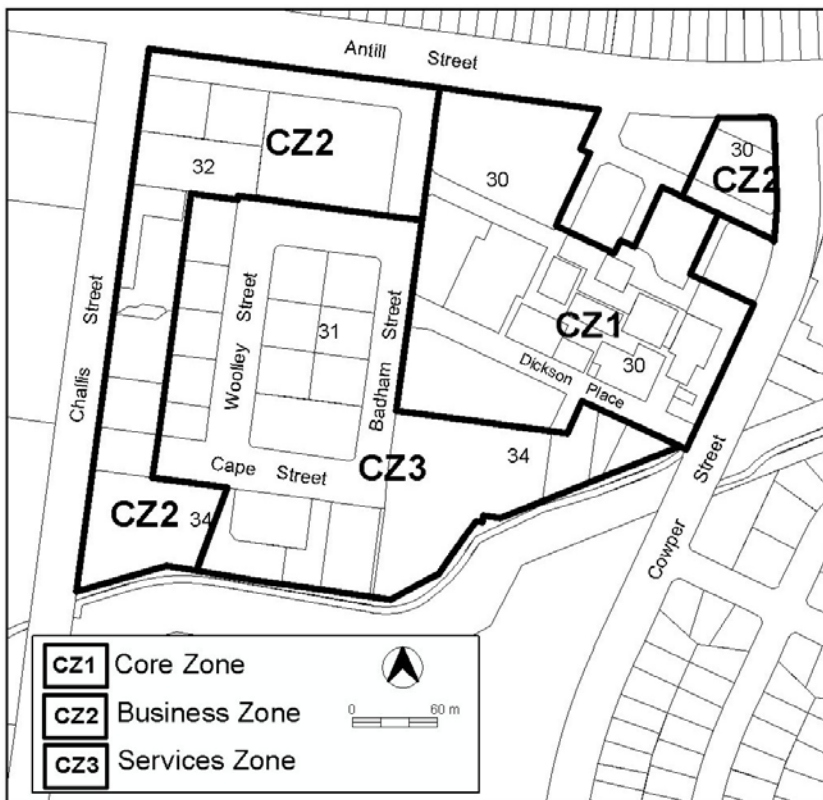 Antill Street
CZ2
32
30
30
CZ2
Challis Street
Woolley Street
31
Badham Street
CZ1
30
Dickson Place
Cape Street
CZ3
34
CZ2
34
Cowper Street
CZ1 Core Zone
CZ2 Business Zone
CZ3 Services Zone
0 60 m